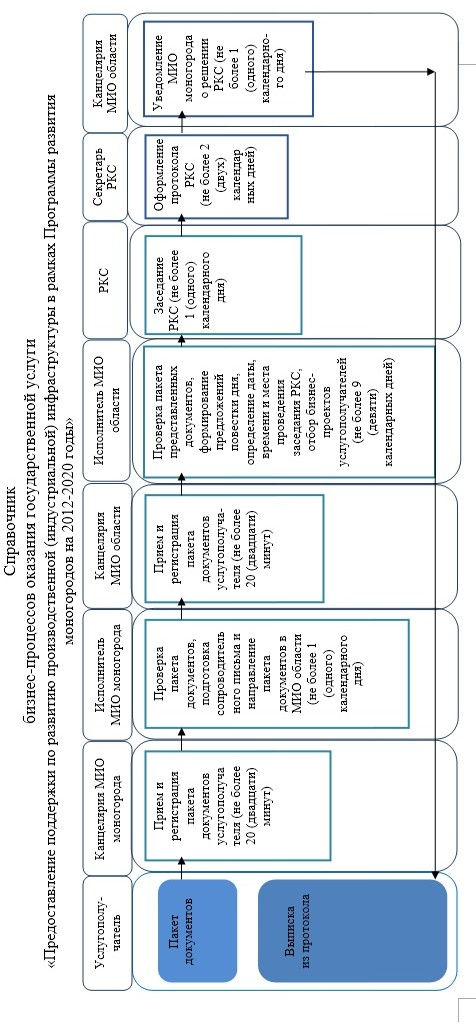 Справочник
бизнес-процессов оказания государственной услуги
«Предоставление поддержки по развитию производственной (индустриальной) инфраструктуры в рамках Программы развития
моногородов на 2012-2020 годы»
Услугополу-
чатель
Канцелярия МИО
моногорода
Исполнитель
МИО моногорода
Канцелярия
МИО области
Исполнитель МИО
области
РКС
Секретарь
РКС
Канцелярия
МИО области
Пакет
документов
Выписка
из протокола
Прием и
регистрация
пакета
документов
услугополуча
теля (не более
20 (двадцати)
минут)
Проверка
пакета
документов,
подготовка
сопроводитель
ного письма и
направление
пакета
документов в
МИО области
(не более 1
(одного)
календарного
дня)
Прием и
регистрация
пакета
документов
услугополуча-
теля (не более
20 (двадцати)
минут)
Проверка пакета
представленных
документов,
формирование
предложений
повестки дня,
определение даты,
времени и места
проведения
заседания РКС,
отбор бизнес-
проектов
услугополучателей
(не более 9
(девяти)
календарных дней)
Заседание
РКС (не более
1 (одного)
календарного
дня)
Оформление
протокола
РКС
(не более 2
(двух)
календар
ных дней)
Уведомление
МИО
моногорода
о решении
РКС (не
более 1
(одного)
календарно-
го дня)